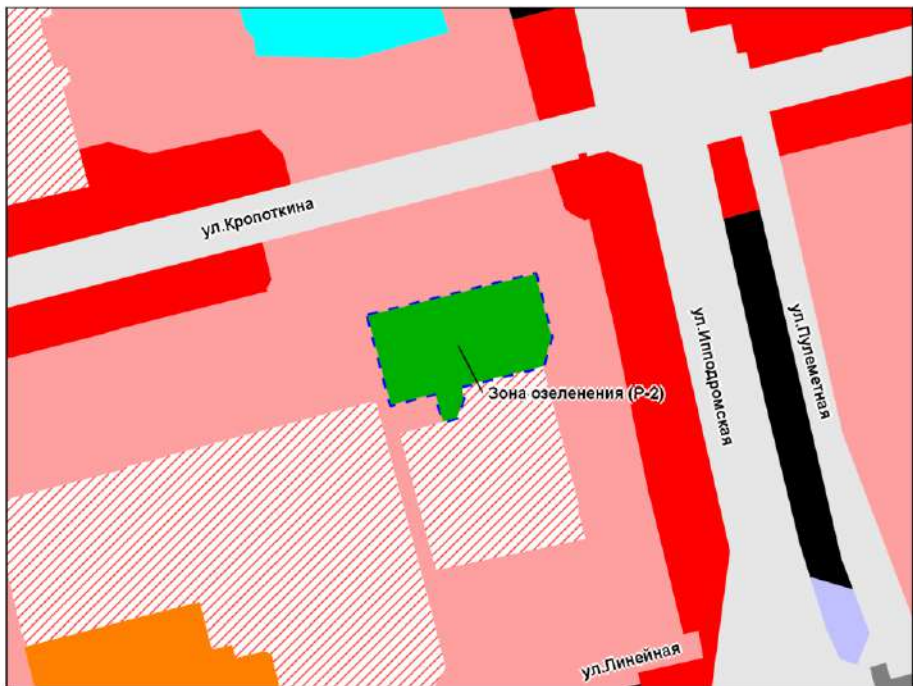 ул.Кропоткина
ул.Ипподромская
ул.Пулеметная
Зона озеленения (Р-2)
ул.Линейная